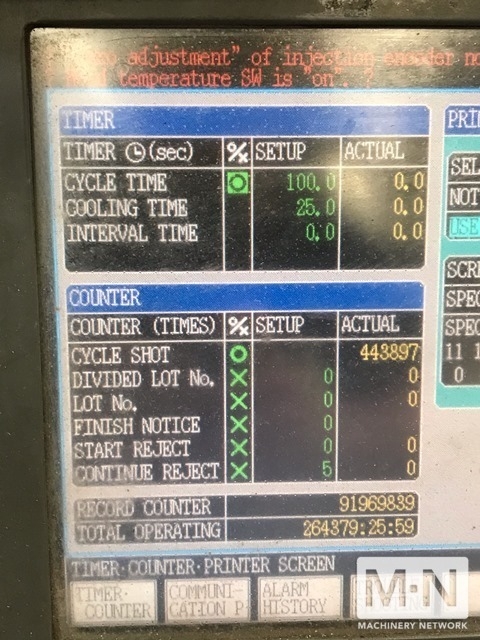 adjustment" of injection encoder
temperature SW is "on". ?
TIMER
TIMER (sec) SETUP ACTUAL
CYCLE TIME 100.0 0.0
COOLING TIME 25.0 0.0
INTERVAL TIME 0.0 0.0
COUNTER
COUNTER (TIMES) SETUP ACTUAL
CYCLE SHOT 443897
DIVIDED LOT No. 0 0
LOT No. 0 0
FINISH NOTICE 0
START REJECT 0 0
CONTINUE REJECT 5 0
RECORD COUNTER 91969839
TOTAL OPERATING 264379:25:59
TIMER·COUNTER·PRINTER SCREEN
TIMER·
COUNTER
COMMUNI-
CATION P·
ALARM
HISTORY
PRI
SEL
NOT
USE
SCR
SPE
SPE
11 1
0
M-N
MACHINERY NETWORK